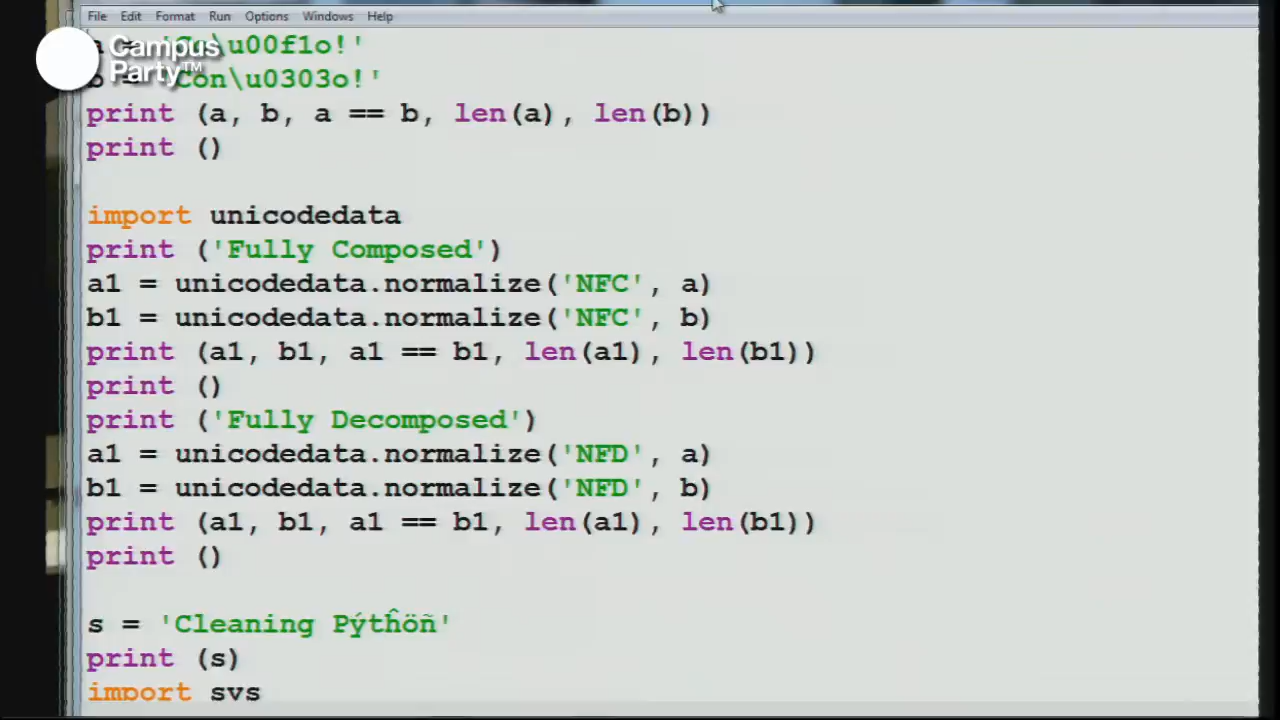 File Edit Format Run Options Windows Help
Campus
Party™
a = 'Co\u00f1o!'
b = 'Con\u0303o!'
print (a, b, a == b, len(a), len(b))
print ()
import unicodedata
print ('Fully Composed')
a1 = unicodedata.normalize('NFC', a)
b1 = unicodedata.normalize('NFC', b)
print (a1, b1, a1 == b1, len(a1), len(b1))
print ()
print ('Fully Decomposed')
a1 = unicodedata.normalize('NFD', a)
b1 = unicodedata.normalize('NFD', b)
print (a1, b1, a1 == b1, len(a1), len(b1))
print ()
s = 'Cleaning Pýtĥöñ'
print (s)
import sys